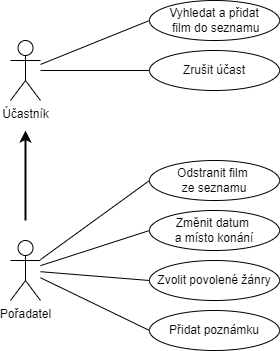 Vyhledat a přidat
film do seznamu
Zrušit účast
Účastník
Odstranit film
ze seznamu
Změnit datum
a místo konání
Zvolit povolené žánry
Pořadatel
Přidat poznámku